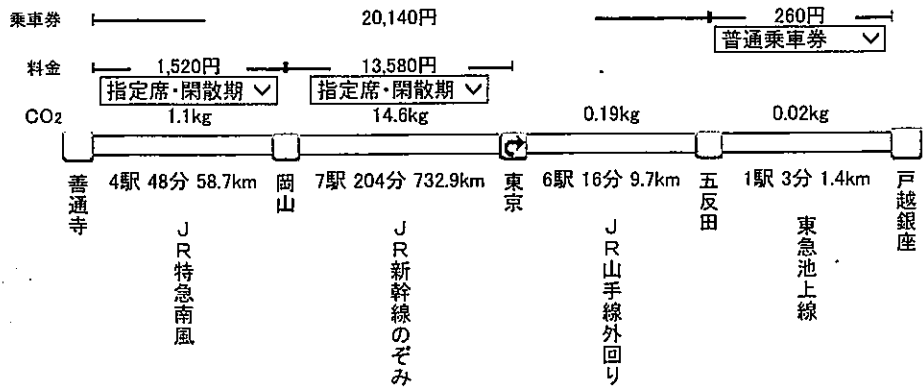 乗車券 20,140円 260円
普通乗車券
料金 1,520円 13,580円
指定席・閑散期 指定席・閑散期
CO2 1.1kg 14.6kg 0.19kg 0.02kg
善通寺 4駅 48分 58.7km 岡山 7駅 204分 732.9km 東京 6駅 16分 9.7km 五反田 1駅 3分 1.4km 戸越銀座
JR特急南風 JR新幹線のぞみ JR山手線外回り 東急池上線